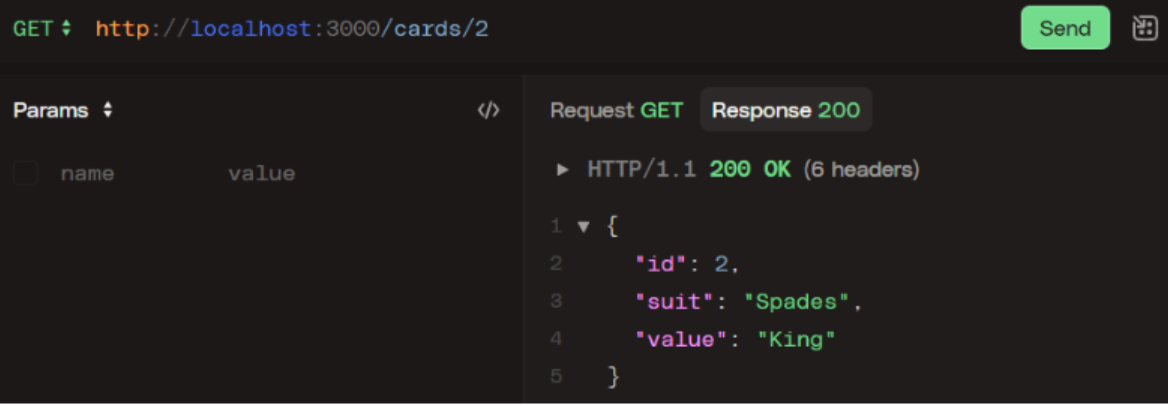 GET http://localhost:3000/cards/2 Send
Params </>
name value
Request GET Response 200
HTTP/1.1 200 OK (6 headers)
1 {
2 "id": 2,
3 "suit": "Spades",
4 "value": "King"
5 }